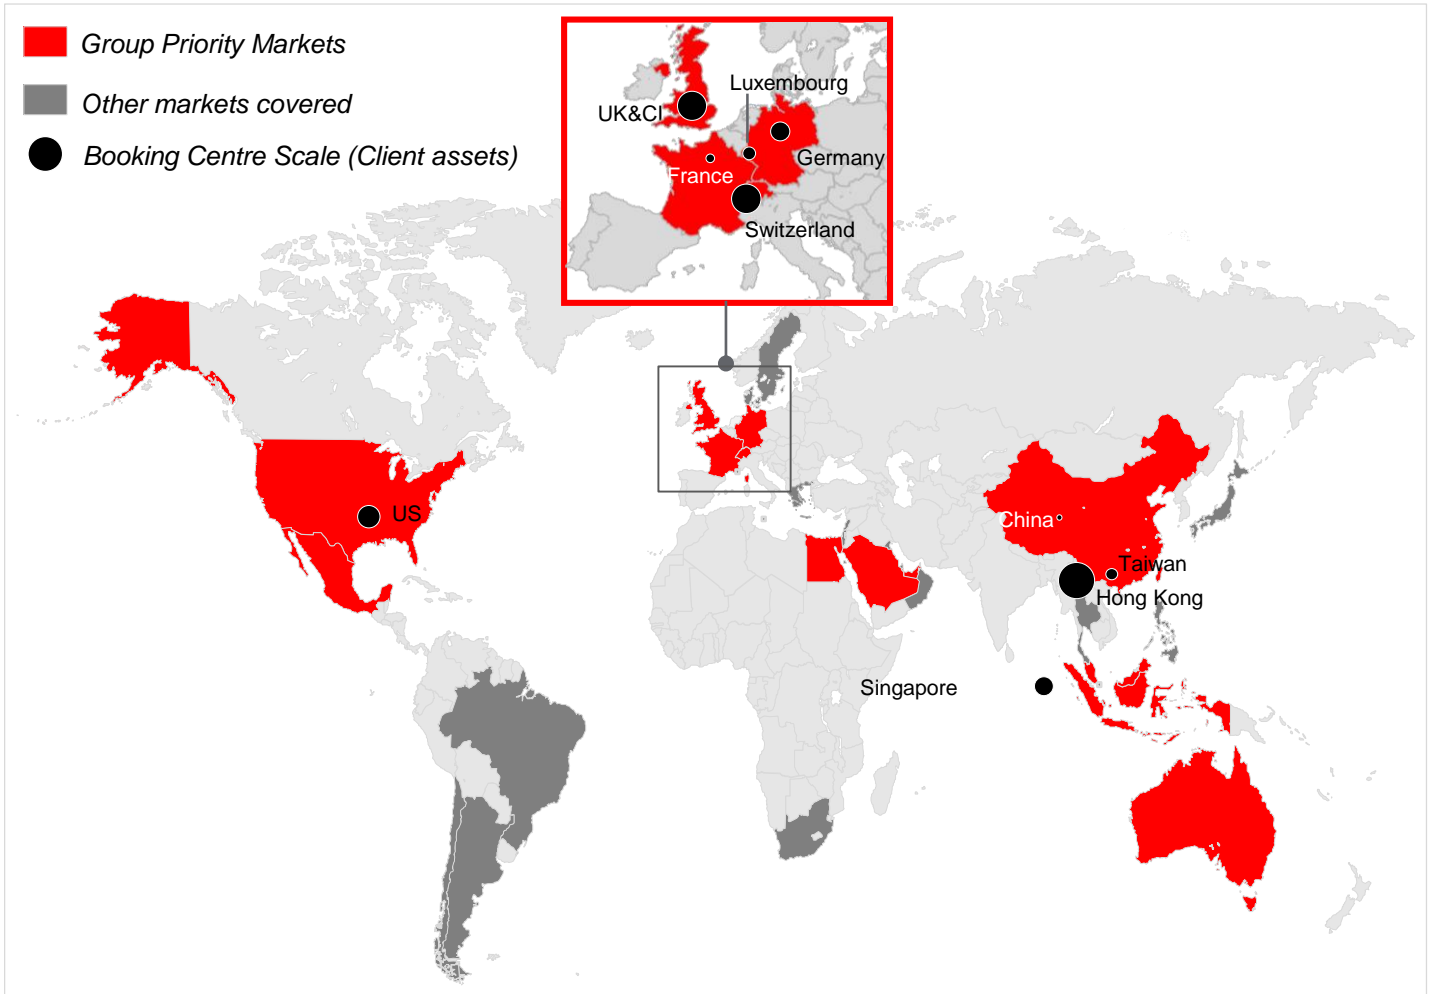 Group Priority Markets
Other markets covered
Booking Centre Scale (Client assets)
Luxembourg
UK&CI
Germany
France
Switzerland
US
China
Taiwan
Hong Kong
Singapore